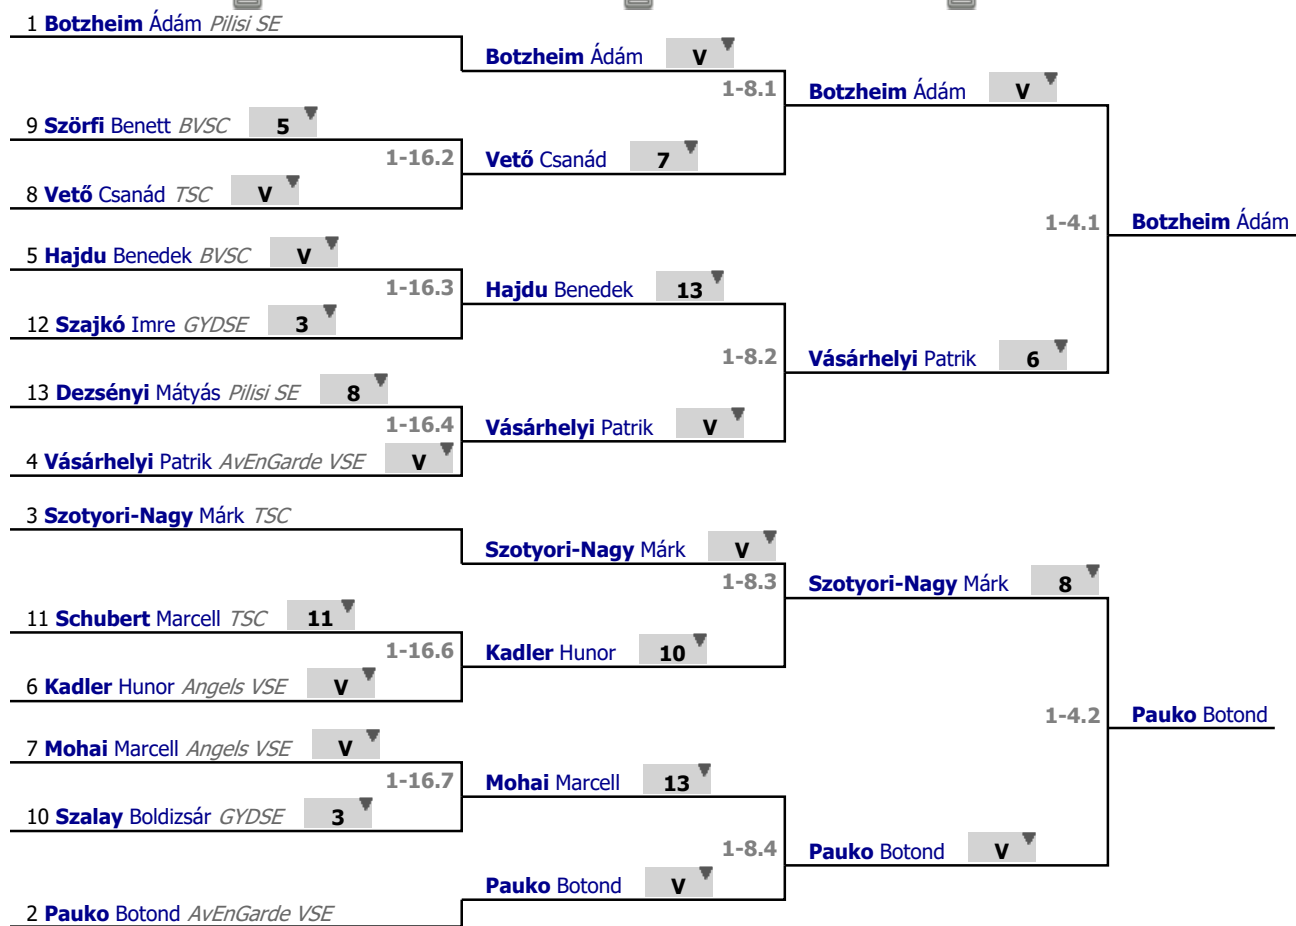 1 Botzheim Ádám Pilisi SE
Botzheim Ádám V
1-8.1
Botzheim Ádám V
9 Szörfi Benett BVSC 5
1-16.2
Vető Csanád 7
8 Vető Csanád TSC V
1-4.1
Botzheim Ádám
5 Hajdu Benedek BVSC V
1-16.3
Hajdu Benedek 13
12 Szajkó Imre GYDSE 3
1-8.2
Vásárhelyi Patrik 6
13 Dezsényi Mátyás Pilisi SE 8
1-16.4
Vásárhelyi Patrik V
4 Vásárhelyi Patrik AvEnGarde VSE V
3 Szotyori-Nagy Márk TSC
Szotyori-Nagy Márk V
1-8.3
Szotyori-Nagy Márk 8
11 Schubert Marcell TSC 11
1-16.6
Kadler Hunor 10
6 Kadler Hunor Angels VSE V
1-4.2
Pauko Botond
7 Mohai Marcell Angels VSE V
1-16.7
Mohai Marcell 13
10 Szalay Boldizsár GYDSE 3
1-8.4
Pauko Botond V
Pauko Botond V
2 Pauko Botond AvEnGarde VSE